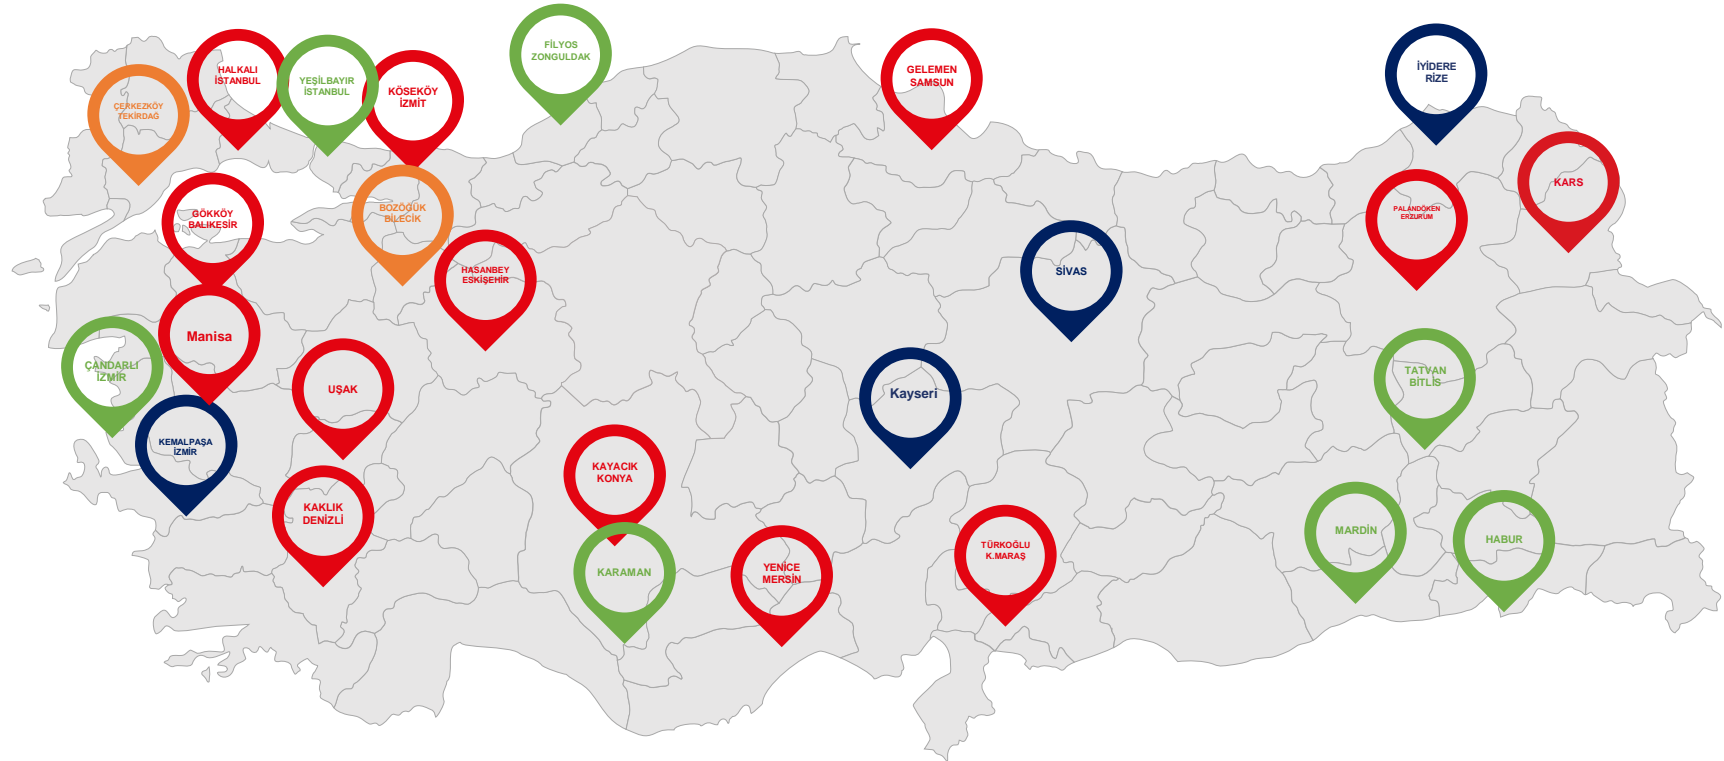 FİLYOS
ZONGULDAK
HALKALI
İSTANBUL
YEŞİLBAYIR
İSTANBUL
KÖSEKÖY
İZMİT
GELEMEN
SAMSUN
İYİDERE
RİZE
ÇERKEZKÖY
TEKİRDAĞ
KARS
GÖKKÖY
BALIKESİR
BOZÖĞÜK
BİLECİK
PALANDÖKEN
ERZURUM
HASANBEY
ESKİŞEHİR
SİVAS
Manisa
ÇANDARLI
İZMİR
UŞAK
Kayseri
TATVAN
BİTLİS
KEMALPAŞA
İZMİR
KAYACIK
KONYA
KAKLIK
DENİZLİ
MARDİN
HABUR
TÜRKOĞLU
K.MARAŞ
KARAMAN
YENİCE
MERSİN